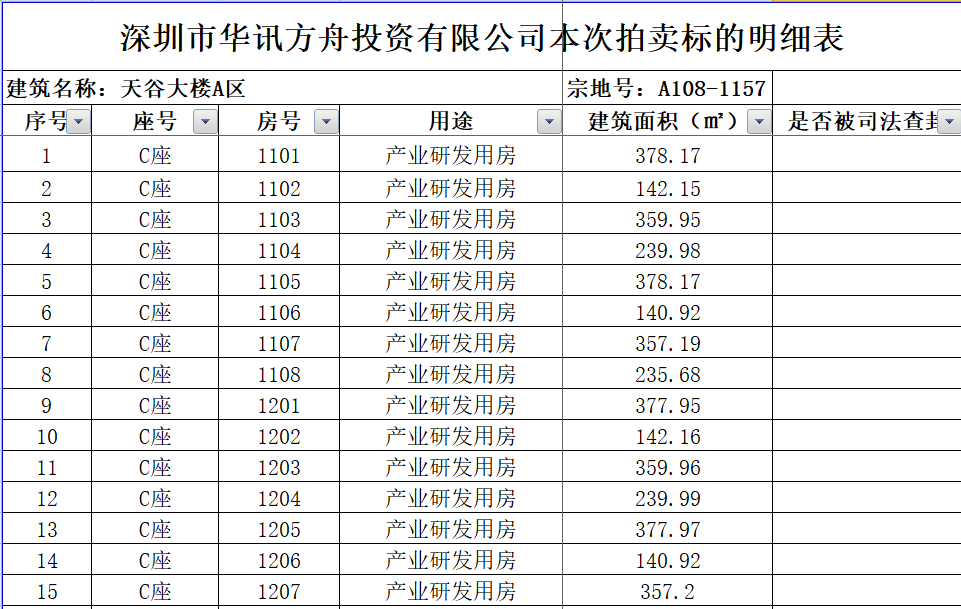 深圳市华讯方舟投资有限公司本次拍卖标的明细表
建筑名称：天谷大楼A区 宗地号：A108-1157
序号 座号 房号 用途 建筑面积（㎡） 是否被司法查封
1 C座 1101 产业研发用房 378.17
2 C座 1102 产业研发用房 142.15
3 C座 1103 产业研发用房 359.95
4 C座 1104 产业研发用房 239.98
5 C座 1105 产业研发用房 378.17
6 C座 1106 产业研发用房 140.92
7 C座 1107 产业研发用房 357.19
8 C座 1108 产业研发用房 235.68
9 C座 1201 产业研发用房 377.95
10 C座 1202 产业研发用房 142.16
11 C座 1203 产业研发用房 359.96
12 C座 1204 产业研发用房 239.99
13 C座 1205 产业研发用房 377.97
14 C座 1206 产业研发用房 140.92
15 C座 1207 产业研发用房 357.2